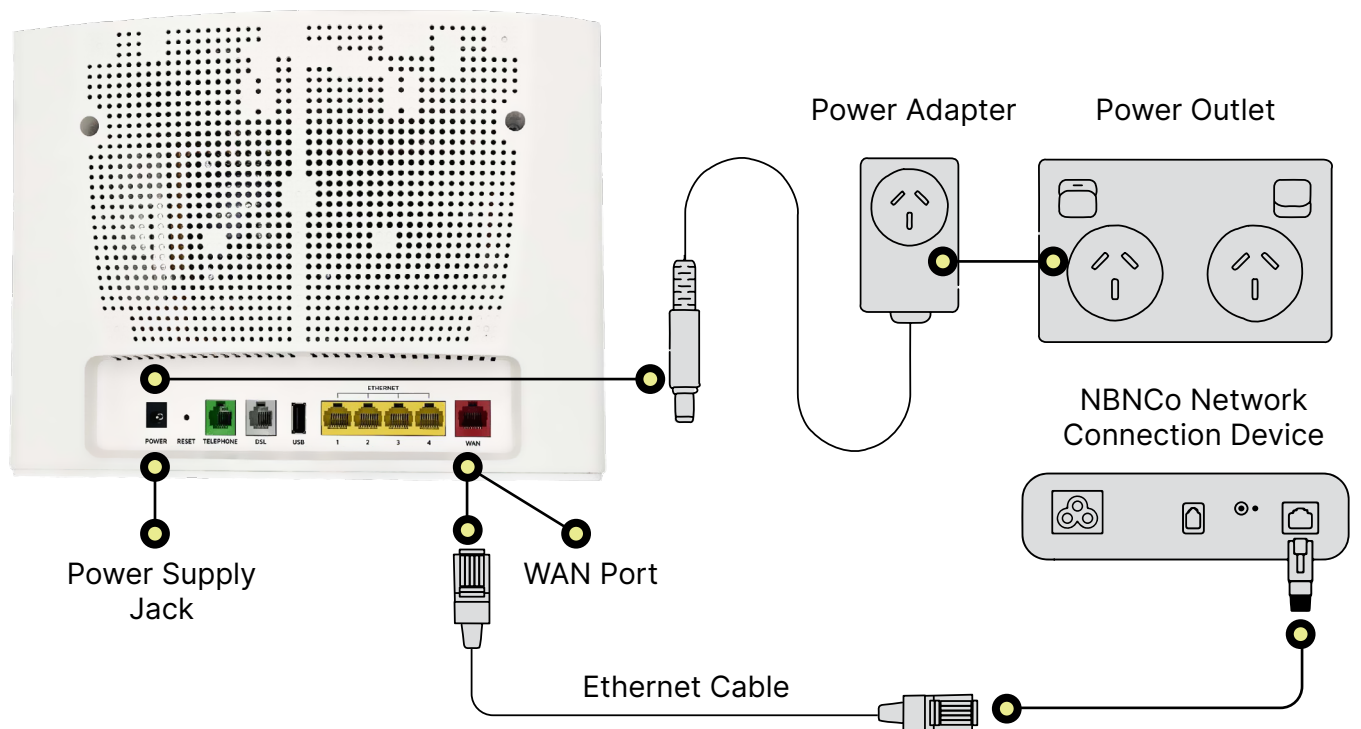 Power Adapter
Power Outlet
ETHERNET
POWER
RESET
TELEPHONE
DSL
USB
1
2
3
4
WAN
NBNCo Network
Connection Device
Power Supply
Jack
WAN Port
Ethernet Cable